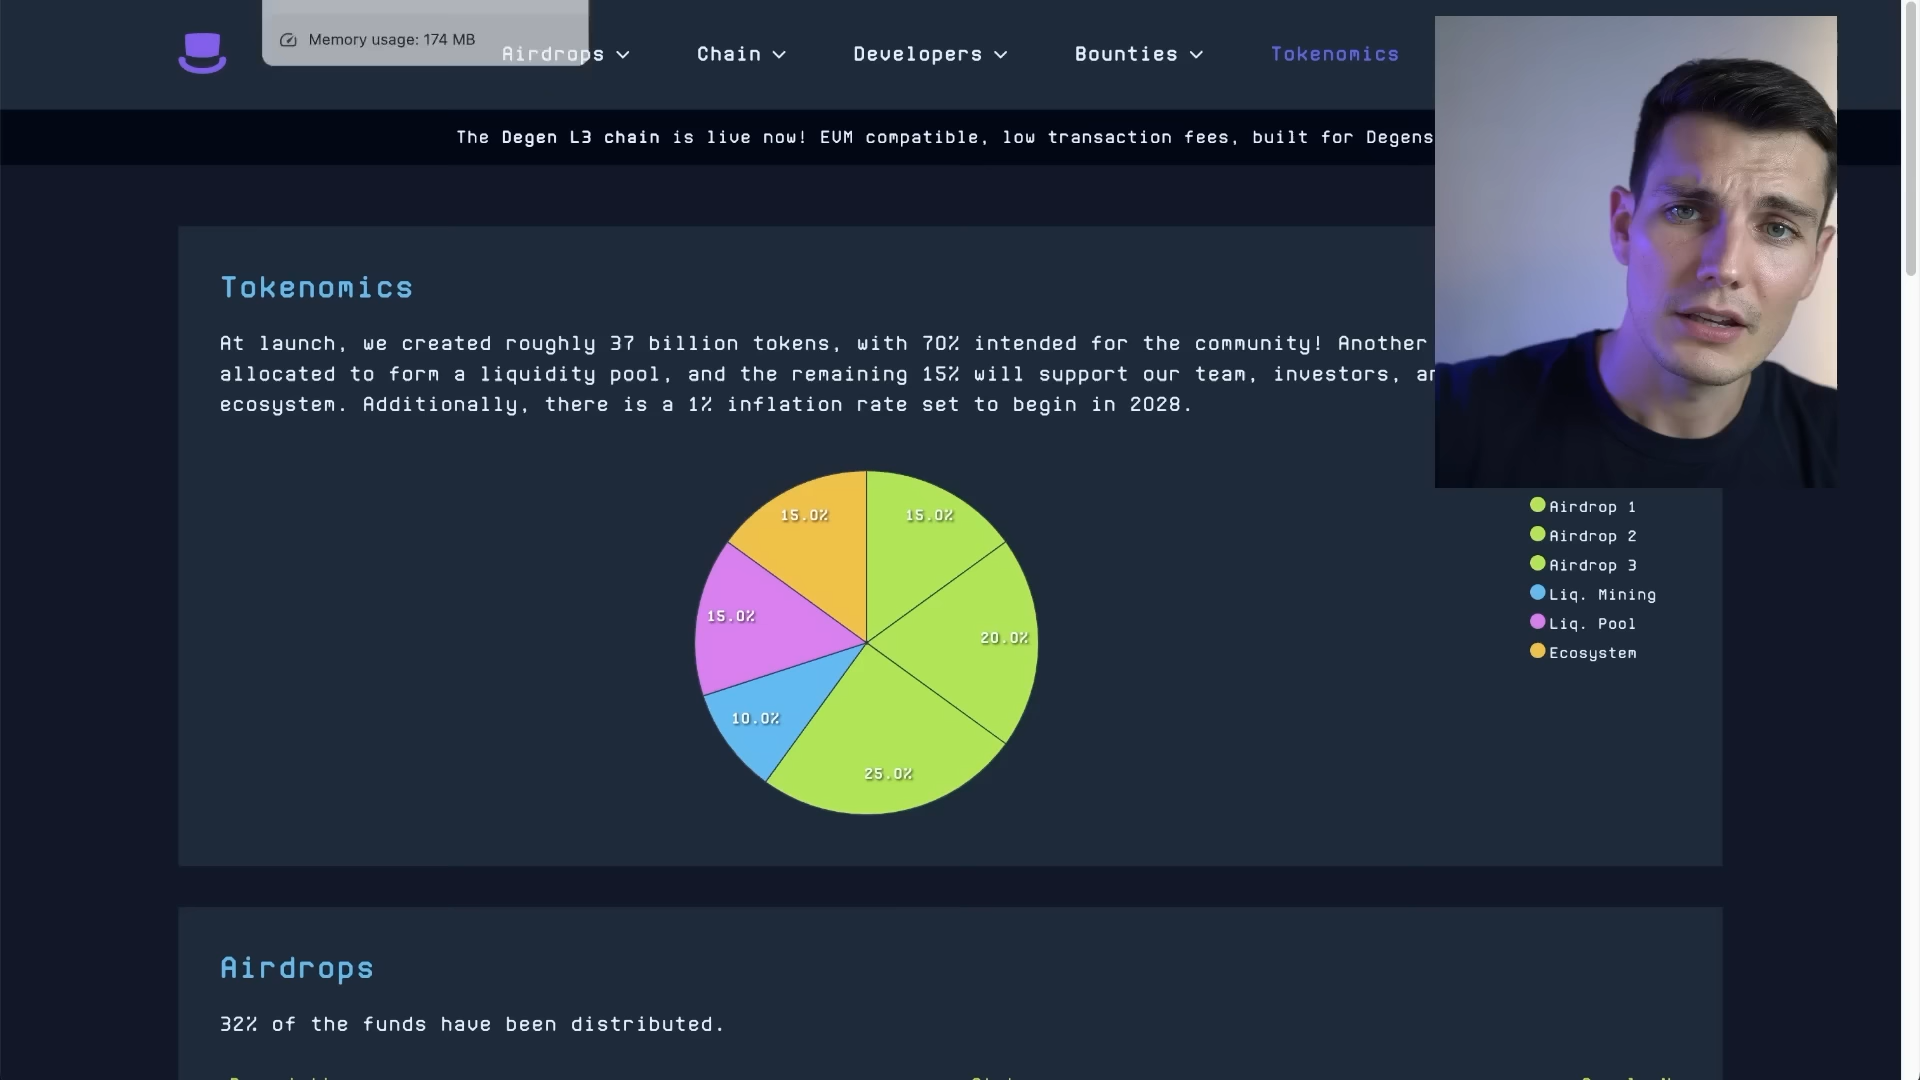 Memory usage: 174 MB
Airdrops
Chain
Developers
Bounties
Tokenomics
The Degen L3 chain is live now! EVM compatible, low transaction fees, built for Degens
Tokenomics
At launch, we created roughly 37 billion tokens, with 70% intended for the community! Another
allocated to form a liquidity pool, and the remaining 15% will support our team, investors,
ecosystem. Additionally, there is a 1% inflation rate set to begin in 2028.
15.0%
15.0%
15.0%
20.0%
10.0%
25.0%
Airdrop 1
Airdrop 2
Airdrop 3
Liq. Mining
Liq. Pool
Ecosystem
Airdrops
32% of the funds have been distributed.